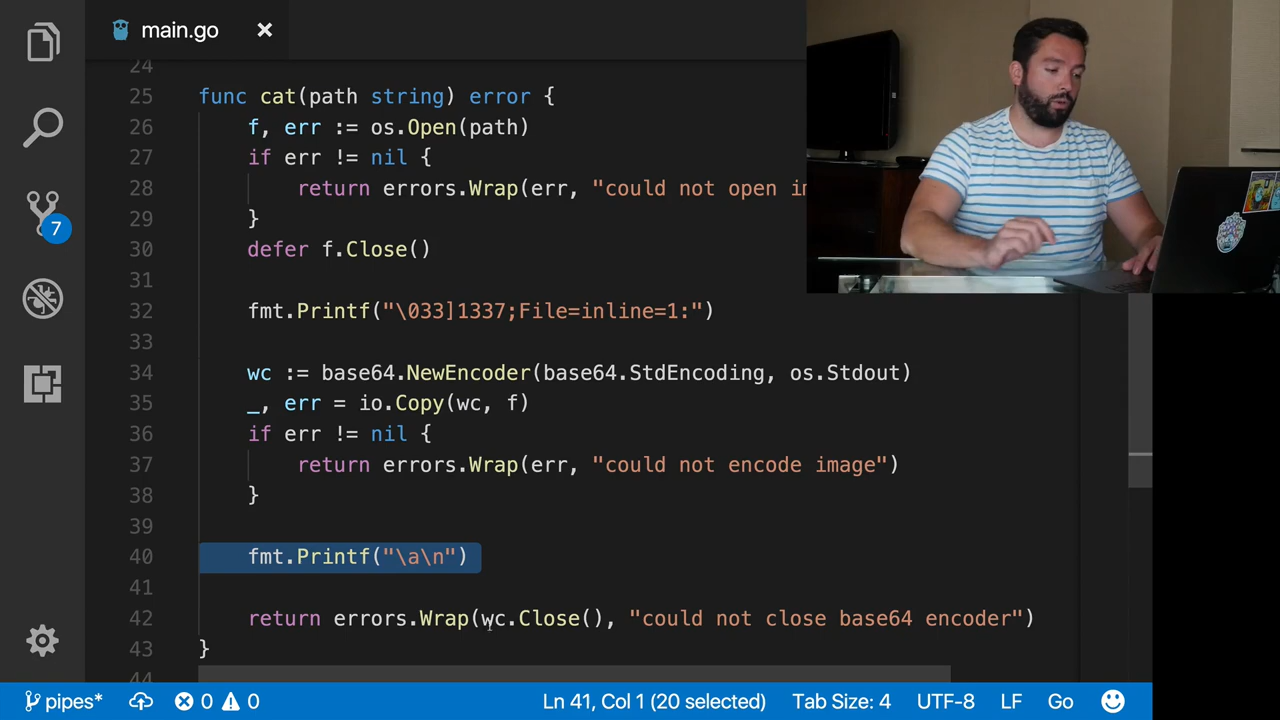 main.go
24
25 func cat(path string) error {
26 f, err := os.Open(path)
27 if err != nil {
28 return errors.Wrap(err, "could not open
29 }
30 defer f.Close()
31
32 fmt.Printf("\033]1337;File=inline=1:")
33
34 wc := base64.NewEncoder(base64.StdEncoding, os.Stdout)
35 _, err = io.Copy(wc, f)
36 if err != nil {
37 return errors.Wrap(err, "could not encode image")
38 }
39
40 fmt.Printf("\a\n")
41
42 return errors.Wrap(wc.Close(), "could not close base64 encoder")
43 }
44
7
pipes* 0 0 Ln 41, Col 1 (20 selected) Tab Size: 4 UTF-8 LF Go